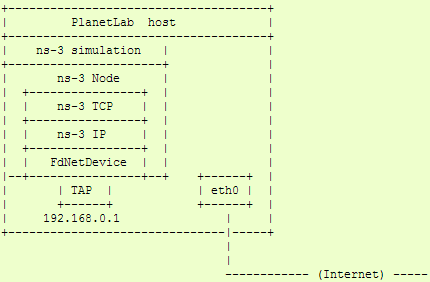 PlanetLab host
ns-3 simulation
ns-3 Node
ns-3 TCP
ns-3 IP
FdNetDevice
TAP eth0
192.168.0.1
(Internet)